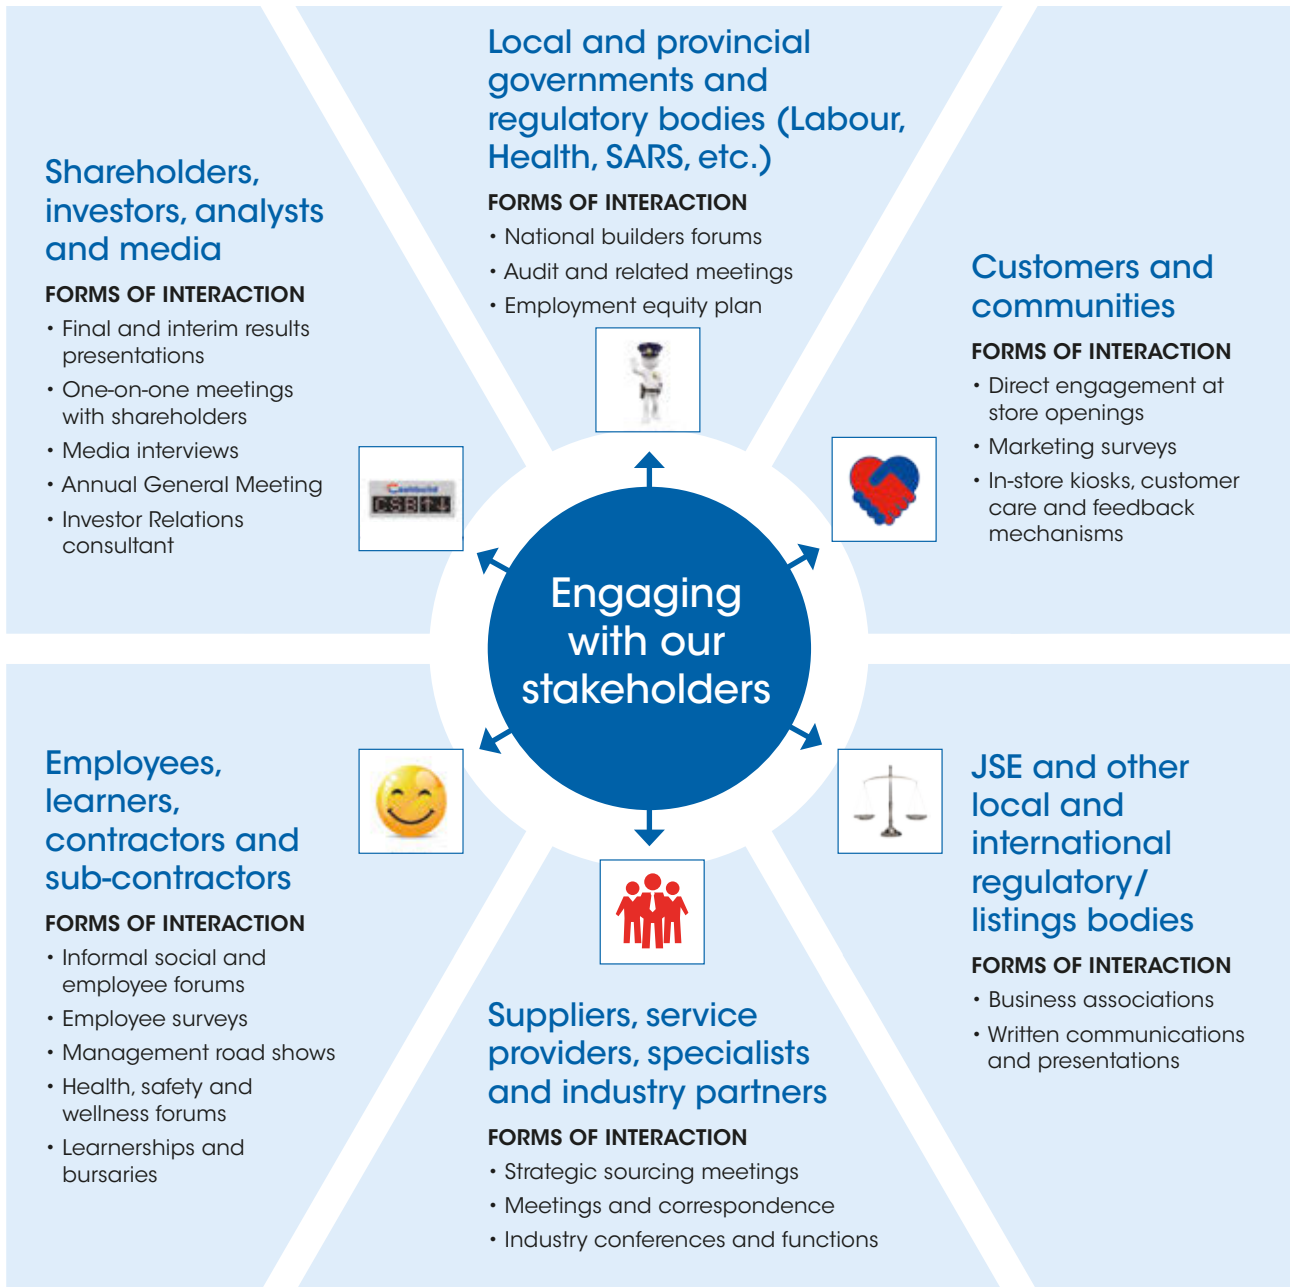 Local and provincial
governments and
regulatory bodies (Labour,
Health, SARS, etc.)
FORMS OF INTERACTION
• National builders forums
• Audit and related meetings
• Employment equity plan
Shareholders,
investors, analysts
and media
FORMS OF INTERACTION
• Final and interim results
presentations
• One-on-one meetings
with shareholders
• Media interviews
• Annual General Meeting
• Investor Relations
consultant
Customers and
communities
FORMS OF INTERACTION
• Direct engagement at
store openings
• Marketing surveys
• In-store kiosks, customer
care and feedback
mechanisms
Cashbuild
CSB↑↓
Engaging
with our
stakeholders
Employees,
learners,
contractors and
sub-contractors
FORMS OF INTERACTION
• Informal social and
employee forums
• Employee surveys
• Management road shows
• Health, safety and
wellness forums
• Learnerships and
bursaries
Suppliers, service
providers, specialists
and industry partners
FORMS OF INTERACTION
• Strategic sourcing meetings
• Meetings and correspondence
• Industry conferences and functions
JSE and other
local and
international
regulatory/
listings bodies
FORMS OF INTERACTION
• Business associations
• Written communications
and presentations